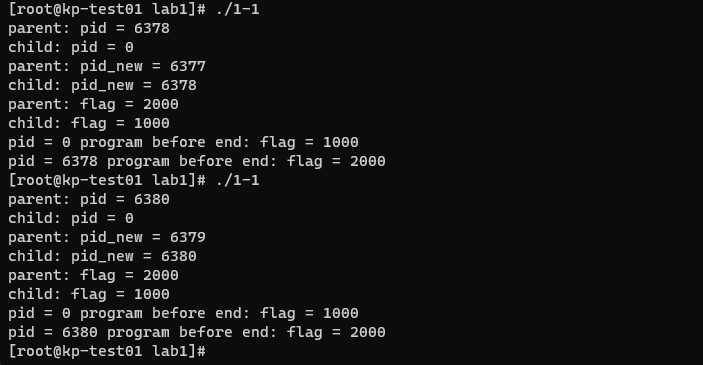 [root@kp-test01 lab1]# ./1-1
parent: pid = 6378
child: pid = 0
parent: pid_new = 6377
child: pid_new = 6378
parent: flag = 2000
child: flag = 1000
pid = 0 program before end: flag = 1000
pid = 6378 program before end: flag = 2000
[root@kp-test01 lab1]# ./1-1
parent: pid = 6380
child: pid = 0
parent: pid_new = 6379
child: pid_new = 6380
parent: flag = 2000
child: flag = 1000
pid = 0 program before end: flag = 1000
pid = 6380 program before end: flag = 2000
[root@kp-test01 lab1]#